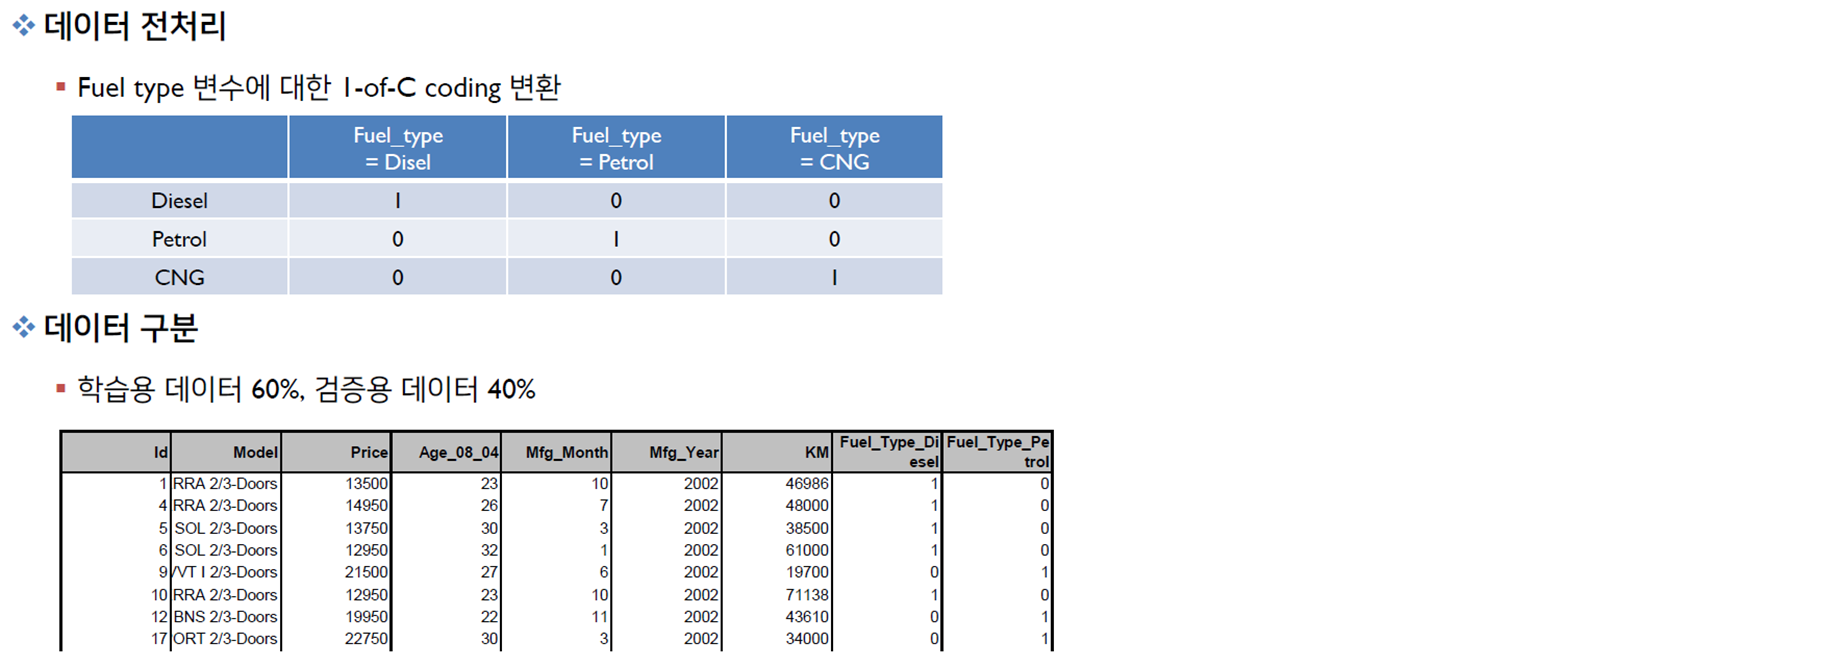 데이터 전처리
Fuel type 변수에 대한 1-of-C coding 변환
Fuel_type = Disel Fuel_type = Petrol Fuel_type = CNG
Diesel 1 0 0
Petrol 0 1 0
CNG 0 0 1
데이터 구분
학습용 데이터 60%, 검증용 데이터 40%
Id Model Price Age_08_04 Mfg_Month Mfg_Year KM Fuel_Type_Diesel Fuel_Type_Petrol
1 RRA 2/3-Doors 13500 23 10 2002 46986 1 0
4 RRA 2/3-Doors 14950 26 7 2002 48000 1 0
5 SOL 2/3-Doors 13750 30 3 2002 38500 1 0
6 SOL 2/3-Doors 12950 32 1 2002 61000 1 0
9 /VT I 2/3-Doors 21500 27 6 2002 19700 0 1
10 RRA 2/3-Doors 12950 23 10 2002 71138 1 0
12 BNS 2/3-Doors 19950 22 11 2002 43610 0 1
17 ORT 2/3-Doors 22750 30 3 2002 34000 0 1